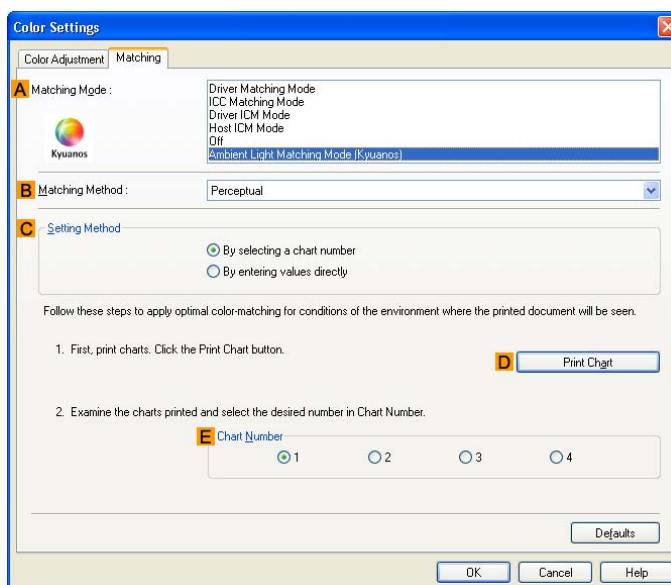 Color Settings
Color Adjustment Matching
A Matching Mode :
Driver Matching Mode
ICC Matching Mode
Driver ICM Mode
Host ICM Mode
Off
Ambient Light Matching Mode (Kyuanos)
Kyuanos
B Matching Method : Perceptual
C Setting Method
By selecting a chart number
By entering values directly
Follow these steps to apply optimal color-matching for conditions of the environment where the printed document will be seen.
1. First, print charts. Click the Print Chart button.
D Print Chart
2. Examine the charts printed and select the desired number in Chart Number.
E Chart Number
1 2 3 4
Defaults
OK Cancel Help